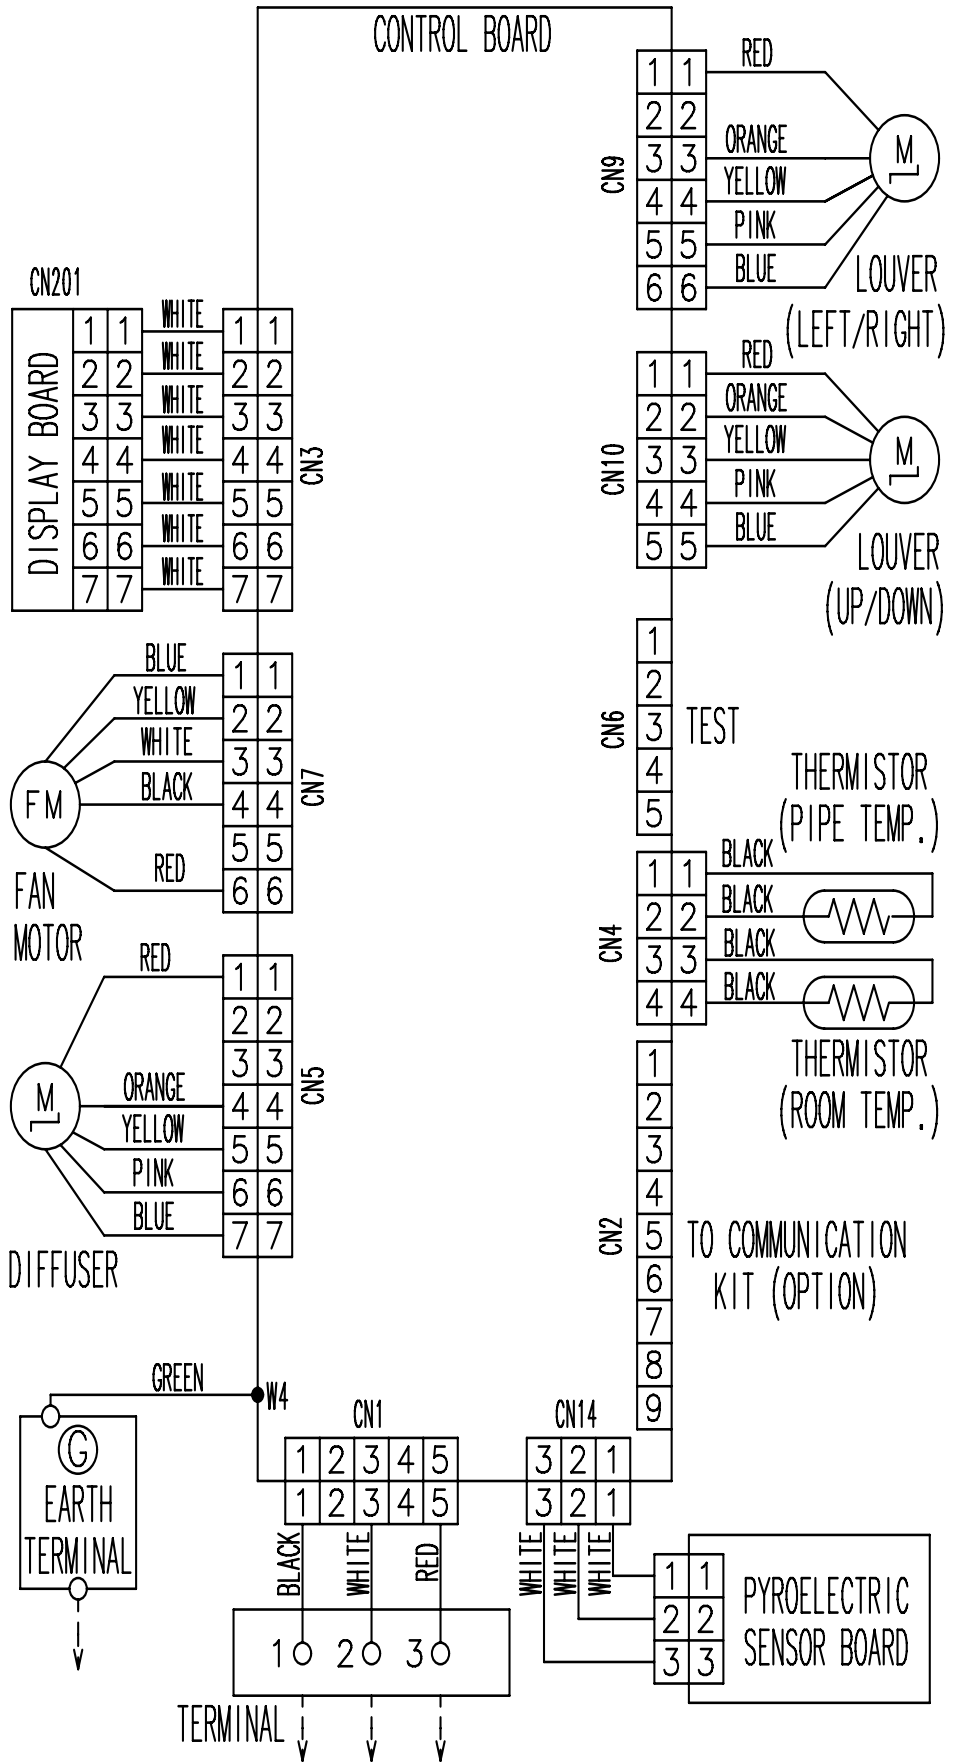 CONTROL BOARD
CN9
1 1 RED
2 2
3 3 ORANGE
4 4 YELLOW
5 5 PINK
6 6 BLUE
M
LOUVER
(LEFT/RIGHT)
CN201
DISPLAY BOARD
1 1 WHITE 1 1
2 2 WHITE 2 2
3 3 WHITE 3 3
4 4 WHITE 4 4
5 5 WHITE 5 5
6 6 WHITE 6 6
7 7 WHITE 7 7
CN3
CN10
1 1 RED
2 2 ORANGE
3 3 YELLOW
4 4 PINK
5 5 BLUE
M
LOUVER
(UP/DOWN)
BLUE 1 1
YELLOW 2 2
WHITE 3 3
BLACK 4 4
5 5
RED 6 6
CN7
FM
FAN
MOTOR
CN6
1
2
3
4
5
TEST
THERMISTOR
(PIPE TEMP.)
CN4
1 1 BLACK
2 2 BLACK
3 3 BLACK
4 4 BLACK
THERMISTOR
(ROOM TEMP.)
RED 1 1
2 2
3 3
ORANGE 4 4
YELLOW 5 5
PINK 6 6
BLUE 7 7
CN5
M
DIFFUSER
CN2
1
2
3
4
5
6
7
8
9
TO COMMUNICATION
KIT (OPTION)
GREEN
W4
G
EARTH
TERMINAL
CN1
1 2 3 4 5
1 2 3 4 5
BLACK
WHITE
RED
1 2 3
TERMINAL
CN14
3 2 1
3 2 1
WHITE
WHITE
WHITE
1 1
2 2
3 3
PYROELECTRIC
SENSOR BOARD